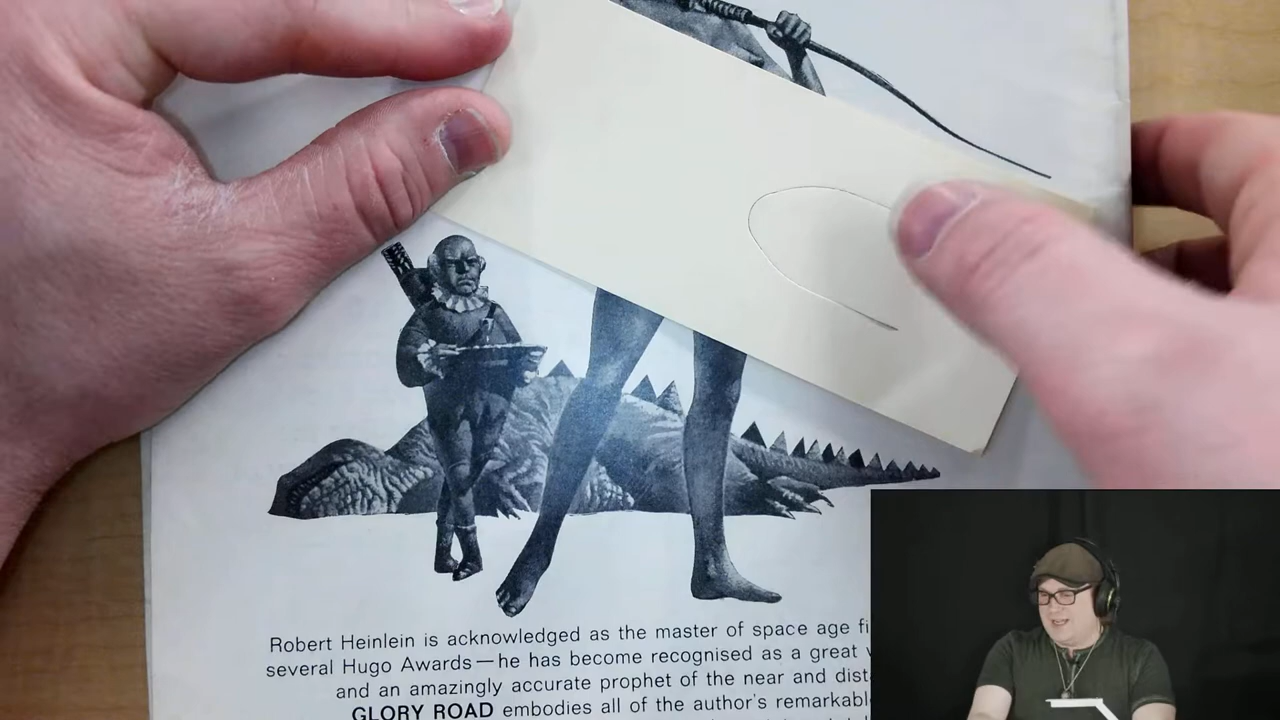 Robert Heinlein is acknowledged as the master of space age
several Hugo Awards—he has become recognised as a great
and an amazingly accurate prophet of the near and
GLORY ROAD embodies all of the author's